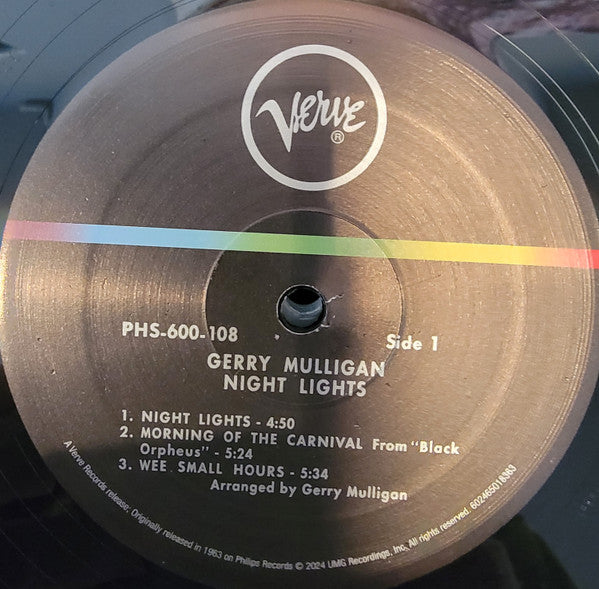 Verve
®
PHS-600-108
Side 1
GERRY MULLIGAN
NIGHT LIGHTS
1. NIGHT LIGHTS - 4:50
2. MORNING OF THE CARNIVAL From "Black
Orpheus" - 5:24
3. WEE SMALL HOURS - 5:34
Arranged by Gerry Mulligan
A Verve Records release; Originally released in 1963 on Philips Records © 2024 UMG Recordings, Inc. All rights reserved. 602465018363